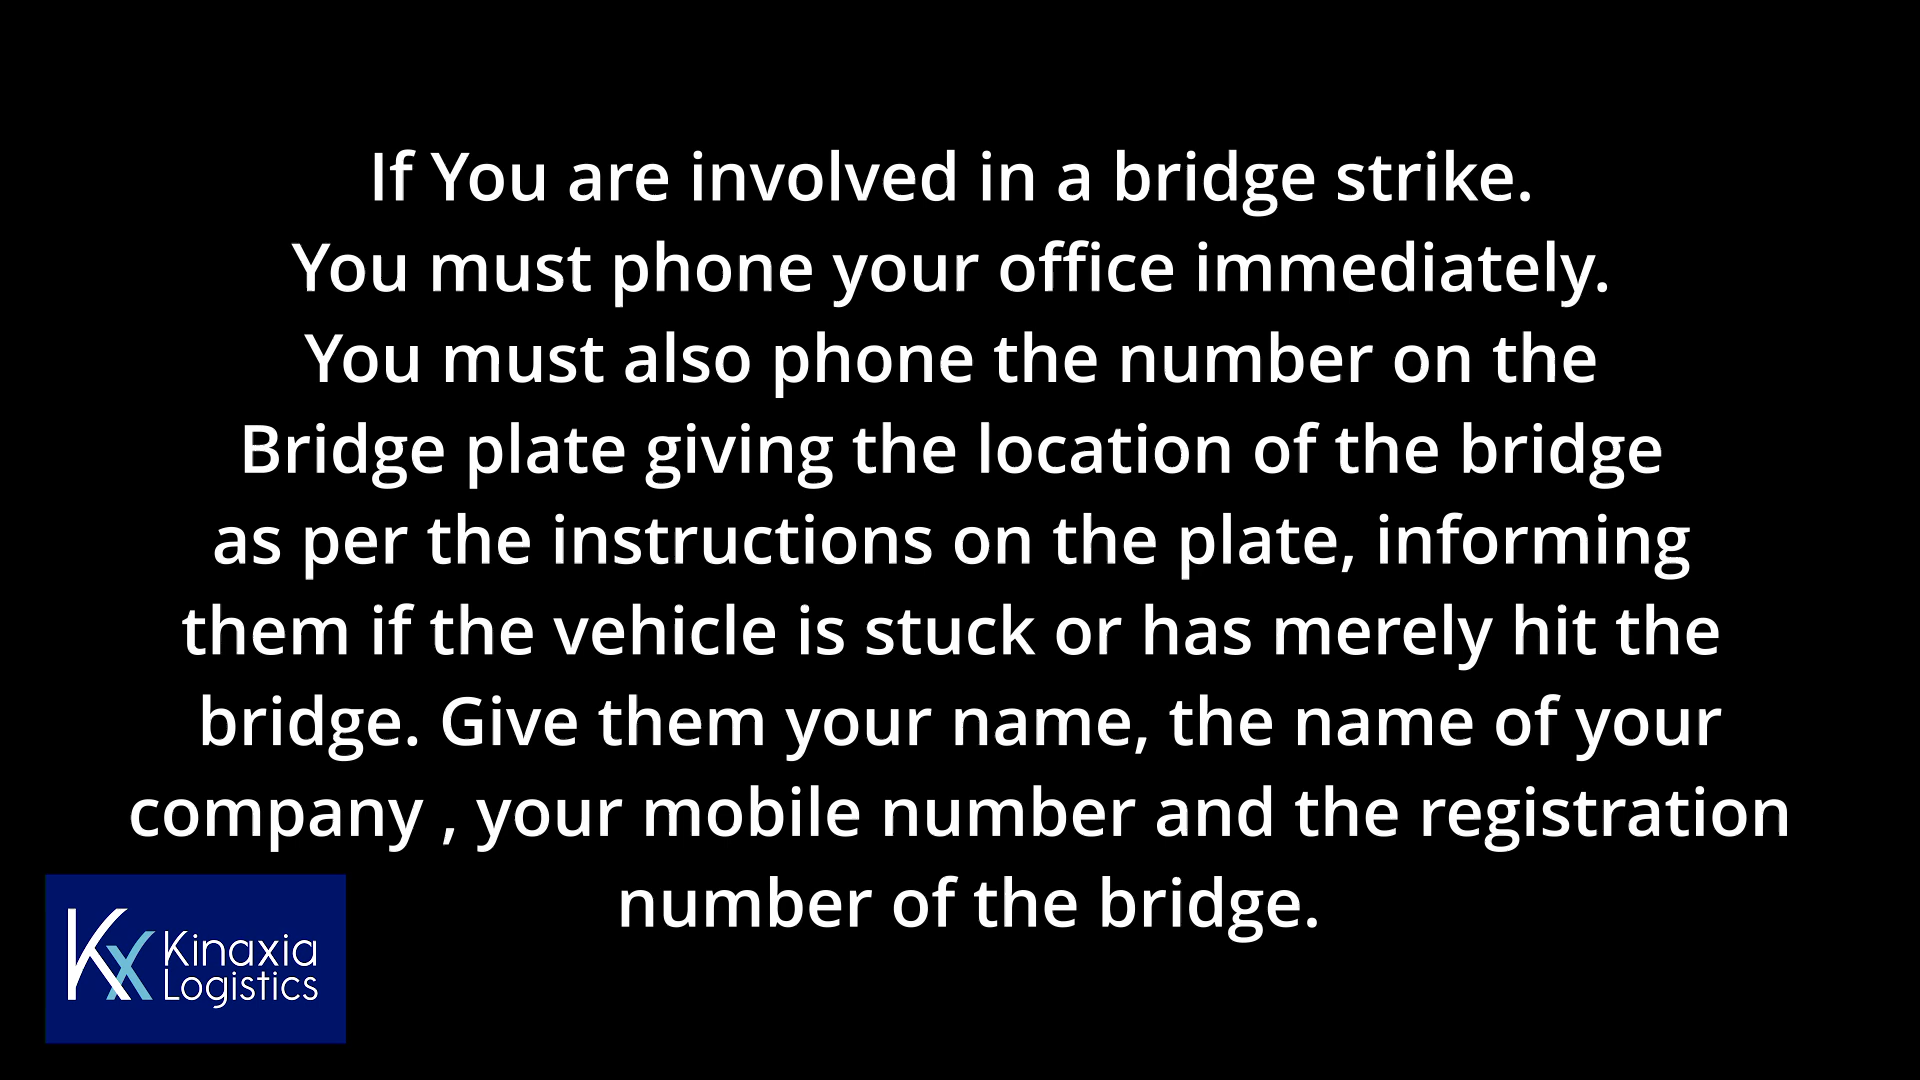 If You are involved in a bridge strike.
You must phone your office immediately.
You must also phone the number on the
Bridge plate giving the location of the bridge
as per the instructions on the plate, informing
them if the vehicle is stuck or has merely hit the
bridge. Give them your name, the name of your
company , your mobile number and the registration
number of the bridge.
Kx Kinaxia
Logistics